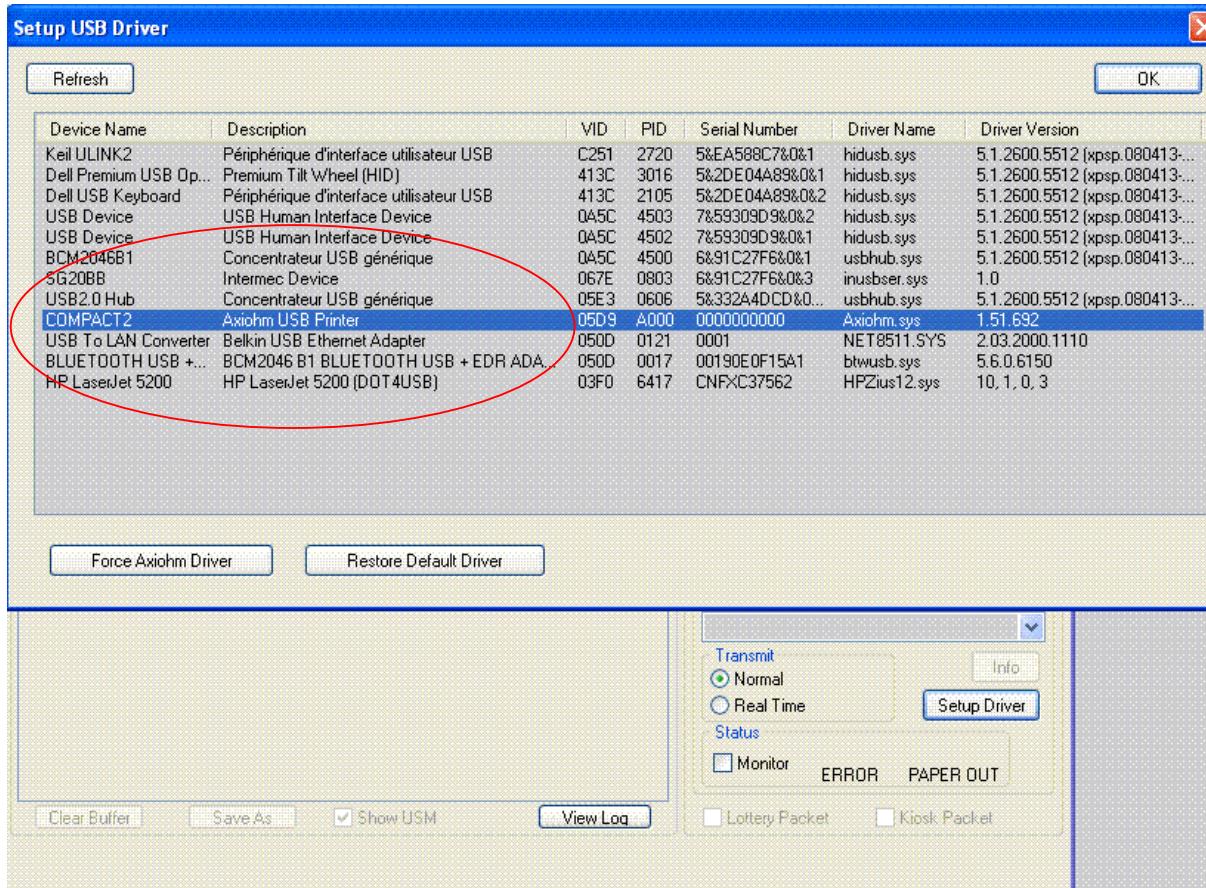 Setup USB Driver
Refresh OK
Device Name Description VID PID Serial Number Driver Name Driver Version
Keil ULINK2 Périphérique d'interface utilisateur USB C251 2720 5&EA588C7&0&1 hidusb.sys 5.1.2600.5512 (xpsp.080413-...
Dell Premium USB Op... Premium Tilt Wheel (HID) 413C 3016 5&2DE04A89&0&1 hidusb.sys 5.1.2600.5512 (xpsp.080413-...
Dell USB Keyboard Périphérique d'interface utilisateur USB 413C 2105 5&2DE04A89&0&2 hidusb.sys 5.1.2600.5512 (xpsp.080413-...
USB Device USB Human Interface Device 0A5C 4503 7&59309D9&0&2 hidusb.sys 5.1.2600.5512 (xpsp.080413-...
USB Device USB Human Interface Device 0A5C 4502 7&59309D9&0&1 hidusb.sys 5.1.2600.5512 (xpsp.080413-...
BCM2046B1 Concentrateur USB générique 0A5C 4500 6&91C27F6&0&1 usbhub.sys 5.1.2600.5512 (xpsp.080413-...
SG20BB Intermec Device 067E 0803 6&91C27F6&0&3 inusbser.sys 1.0
USB2.0 Hub Concentrateur USB générique 05E3 0606 5&332A4DCD&0... usbhub.sys 5.1.2600.5512 (xpsp.080413-...
COMPACT2 Axiohm USB Printer 05D9 A000 0000000000 Axiohm.sys 1.51.692
USB To LAN Converter Belkin USB Ethernet Adapter 050D 0121 0001 NET8511.SYS 2.03.2000.1110
BLUETOOTH USB +... BCM2046 B1 BLUETOOTH USB + EDR ADA... 050D 0017 00190E0F15A1 btwusb.sys 5.6.0.6150
HP LaserJet 5200 HP LaserJet 5200 (DOT4USB) 03F0 6417 CNFXC37562 HPZius12.sys 10, 1, 0, 3
Force Axiohm Driver Restore Default Driver
Transmit
Normal Info
Real Time Setup Driver
Status
Monitor ERROR PAPER OUT
Clear Buffer Save As Show USM View Log Lottery Packet Kiosk Packet